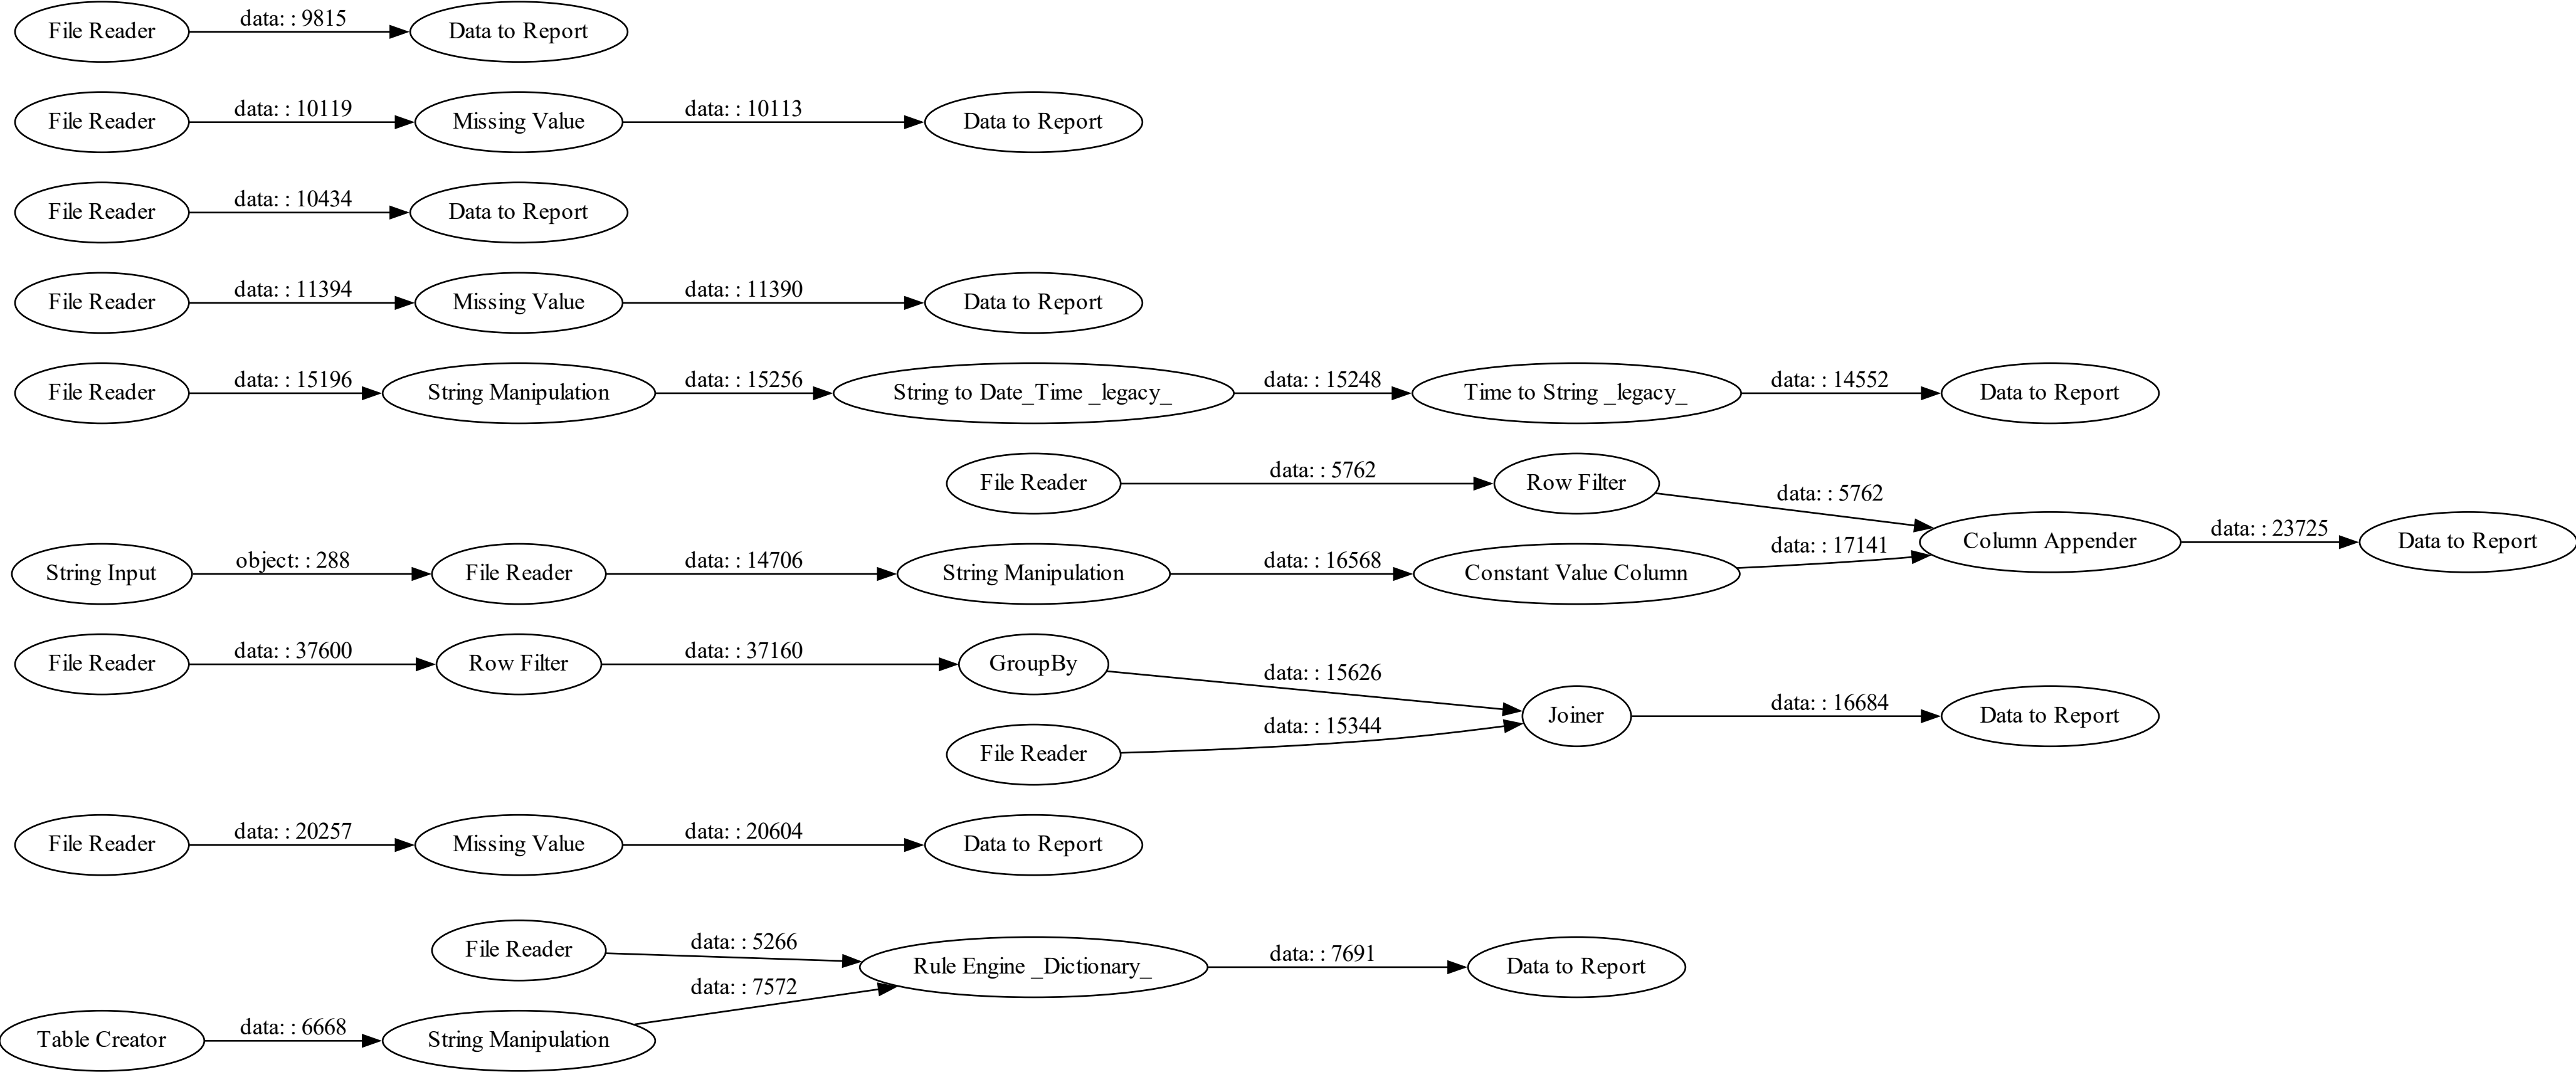 File Reader data: : 9815 Data to Report
File Reader data: : 10119 Missing Value data: : 10113 Data to Report
File Reader data: : 10434 Data to Report
File Reader data: : 11394 Missing Value data: : 11390 Data to Report
File Reader data: : 15196 String Manipulation data: : 15256 String to Date_Time _legacy_ data: : 15248 Time to String _legacy_ data: : 14552 Data to Report
File Reader data: : 5762 Row Filter data: : 5762
Column Appender data: : 23725 Data to Report
String Input object: : 288 File Reader data: : 14706 String Manipulation data: : 16568 Constant Value Column data: : 17141
File Reader data: : 37600 Row Filter data: : 37160 GroupBy data: : 15626
Joiner data: : 16684 Data to Report
File Reader data: : 15344
File Reader data: : 20257 Missing Value data: : 20604 Data to Report
File Reader data: : 5266
Rule Engine _Dictionary_ data: : 7691 Data to Report
Table Creator data: : 6668 String Manipulation data: : 7572